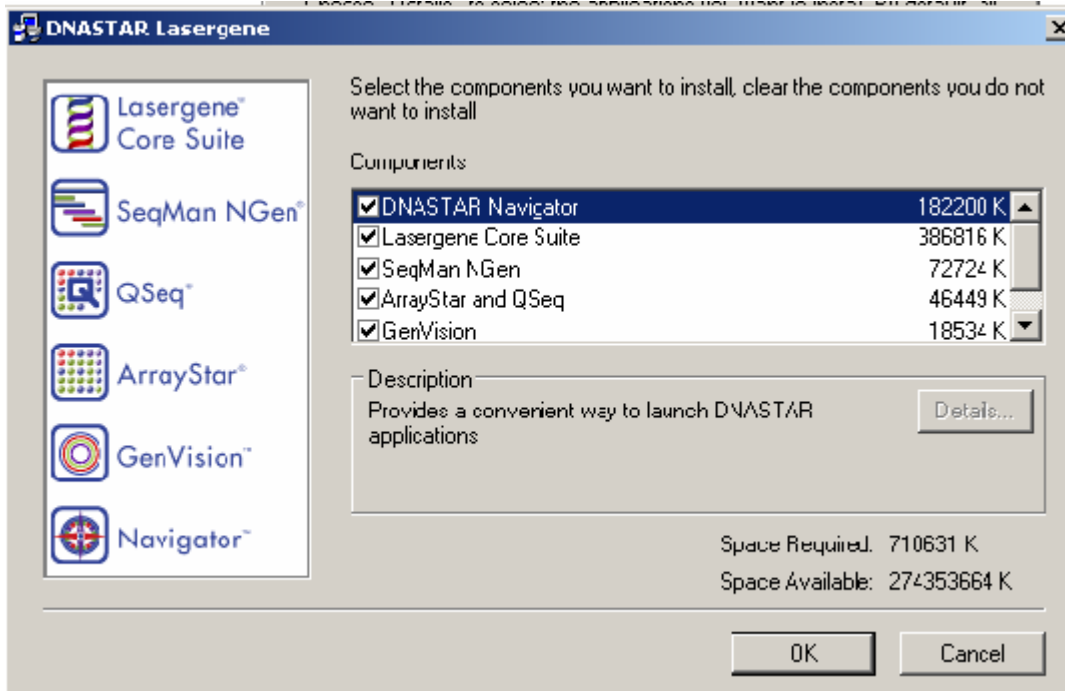 DNASTAR Lasergene
Lasergene®
Core Suite
SeqMan NGen®
QSeq®
ArrayStar®
GenVision™
Navigator™
Select the components you want to install, clear the components you do not
want to install
Components
DNASTAR Navigator 182200 K
Lasergene Core Suite 386816 K
SeqMan NGen 72724 K
ArrayStar and QSeq 46449 K
GenVision 18534 K
Description
Provides a convenient way to launch DNASTAR
applications
Details...
Space Required: 710631 K
Space Available: 274353664 K
OK
Cancel